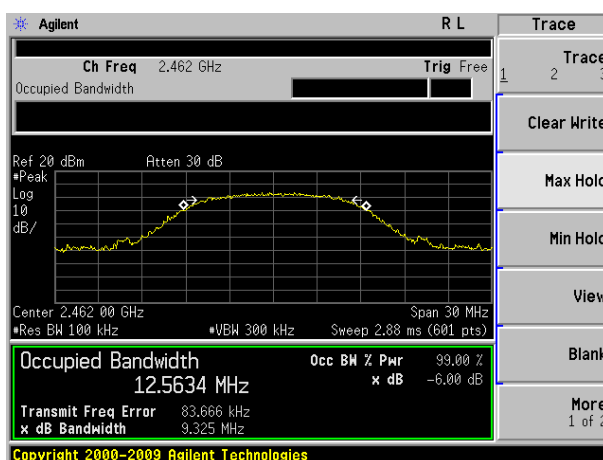 Agilent R L Trace
Ch Freq 2.462 GHz Trig Free
Occupied Bandwidth
Trace
1 2 3
Clear Write
Max Hold
Min Hold
View
Blank
More
1 of 2
Ref 20 dBm Atten 30 dB
#Peak
Log
10
dB/
Center 2.462 00 GHz Span 30 MHz
#Res BW 100 kHz #VBW 300 kHz Sweep 2.88 ms (601 pts)
Occupied Bandwidth Occ BW % Pwr 99.00 %
12.5634 MHz x dB -6.00 dB
Transmit Freq Error 83.666 kHz
x dB Bandwidth 9.325 MHz
Copyright 2000-2009 Agilent Technologies